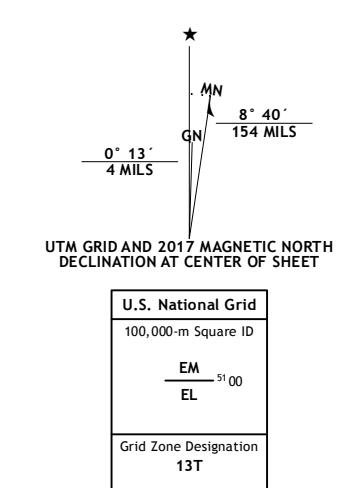 ★
MN
GN
8° 40´
154 MILS
0° 13´
4 MILS
UTM GRID AND 2017 MAGNETIC NORTH
DECLINATION AT CENTER OF SHEET
U.S. National Grid
100,000-m Square ID
EM
5100
EL
Grid Zone Designation
13T